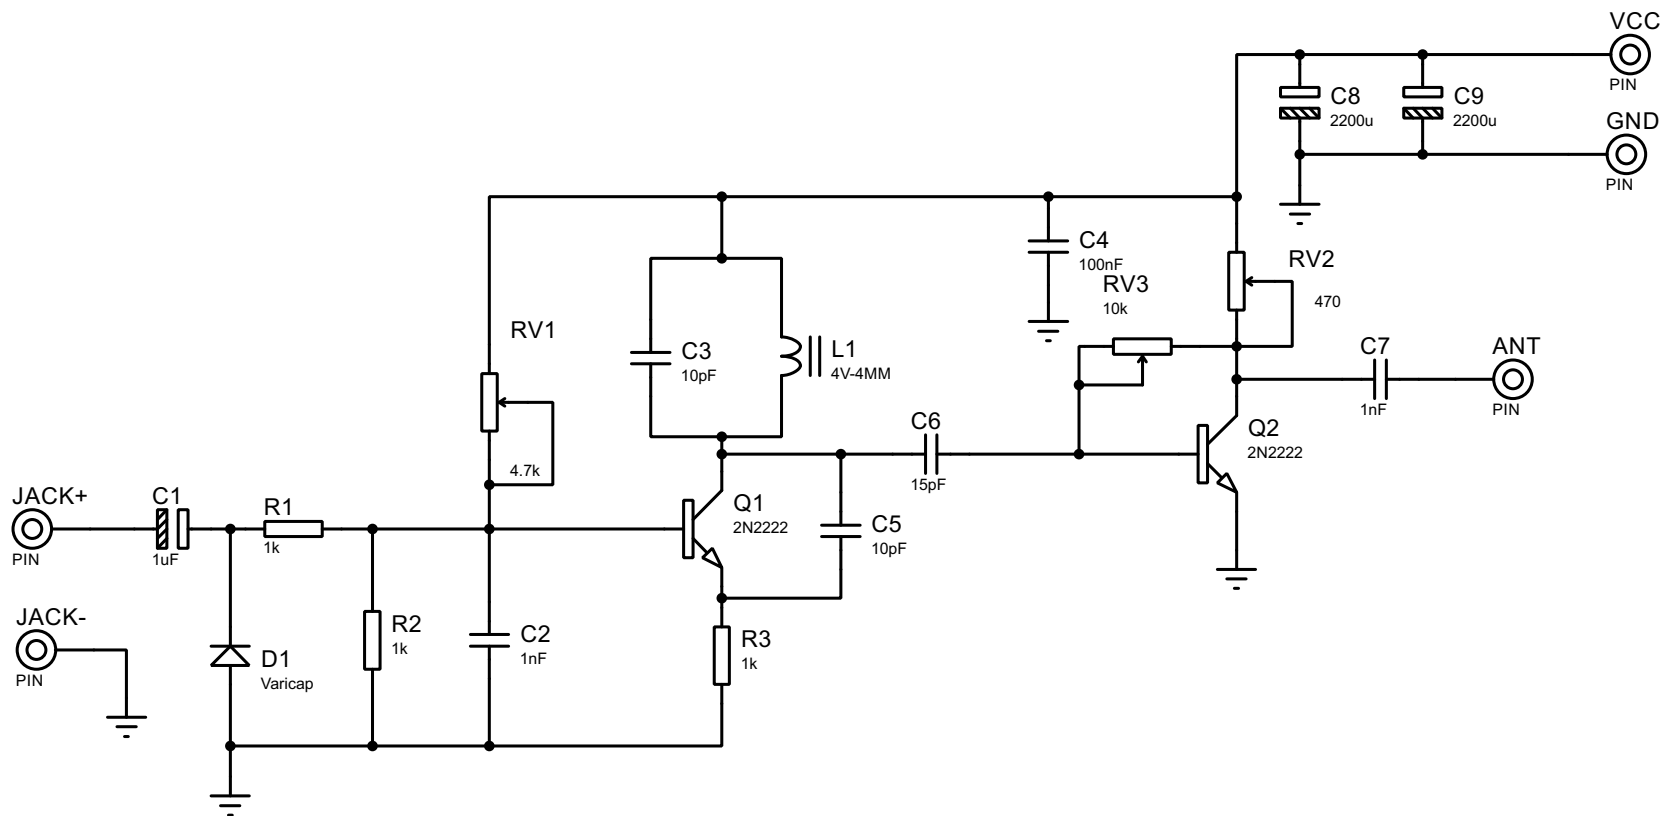 VCC
PIN
C8
2200u
C9
2200u
GND
PIN
C4
100nF
RV3
10k
RV2
470
RV1
4.7k
C3
10pF
L1
4V-4MM
C7
1nF
ANT
PIN
C6
15pF
Q2
2N2222
JACK+
PIN
C1
1uF
R1
1k
Q1
2N2222
C5
10pF
JACK-
PIN
D1
Varicap
R2
1k
C2
1nF
R3
1k